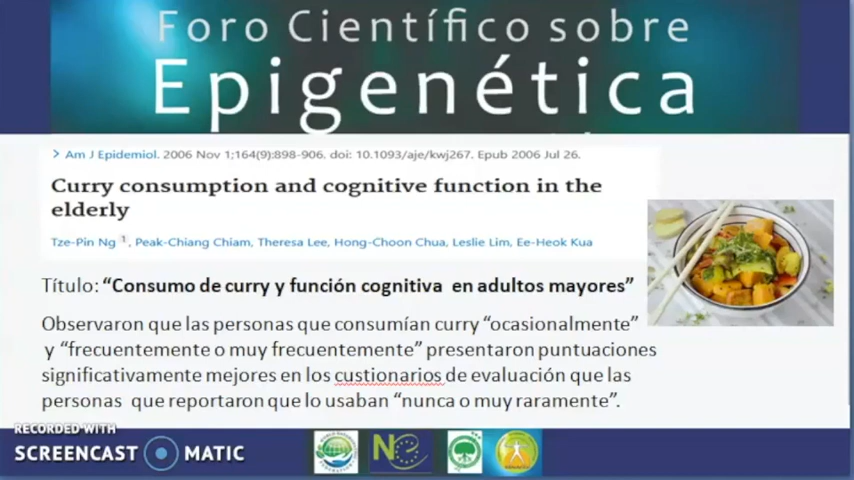 Foro Científico sobre
Epigenética
> Am J Epidemiol. 2006 Nov 1;164(9):898-906. doi: 10.1093/aje/kwj267. Epub 2006 Jul 26.
Curry consumption and cognitive function in the
elderly
Tze-Pin Ng 1, Peak-Chiang Chiam, Theresa Lee, Hong-Choon Chua, Leslie Lim, Ee-Heok Kua
Título: “Consumo de curry y función cognitiva en adultos mayores”
Observaron que las personas que consumían curry “ocasionalmente”
y “frecuentemente o muy frecuentemente” presentaron puntuaciones
significativamente mejores en los custionarios de evaluación que las
personas que reportaron que lo usaban “nunca o muy raramente”.
RECORDED WITH
SCREENCAST MATIC
Ne